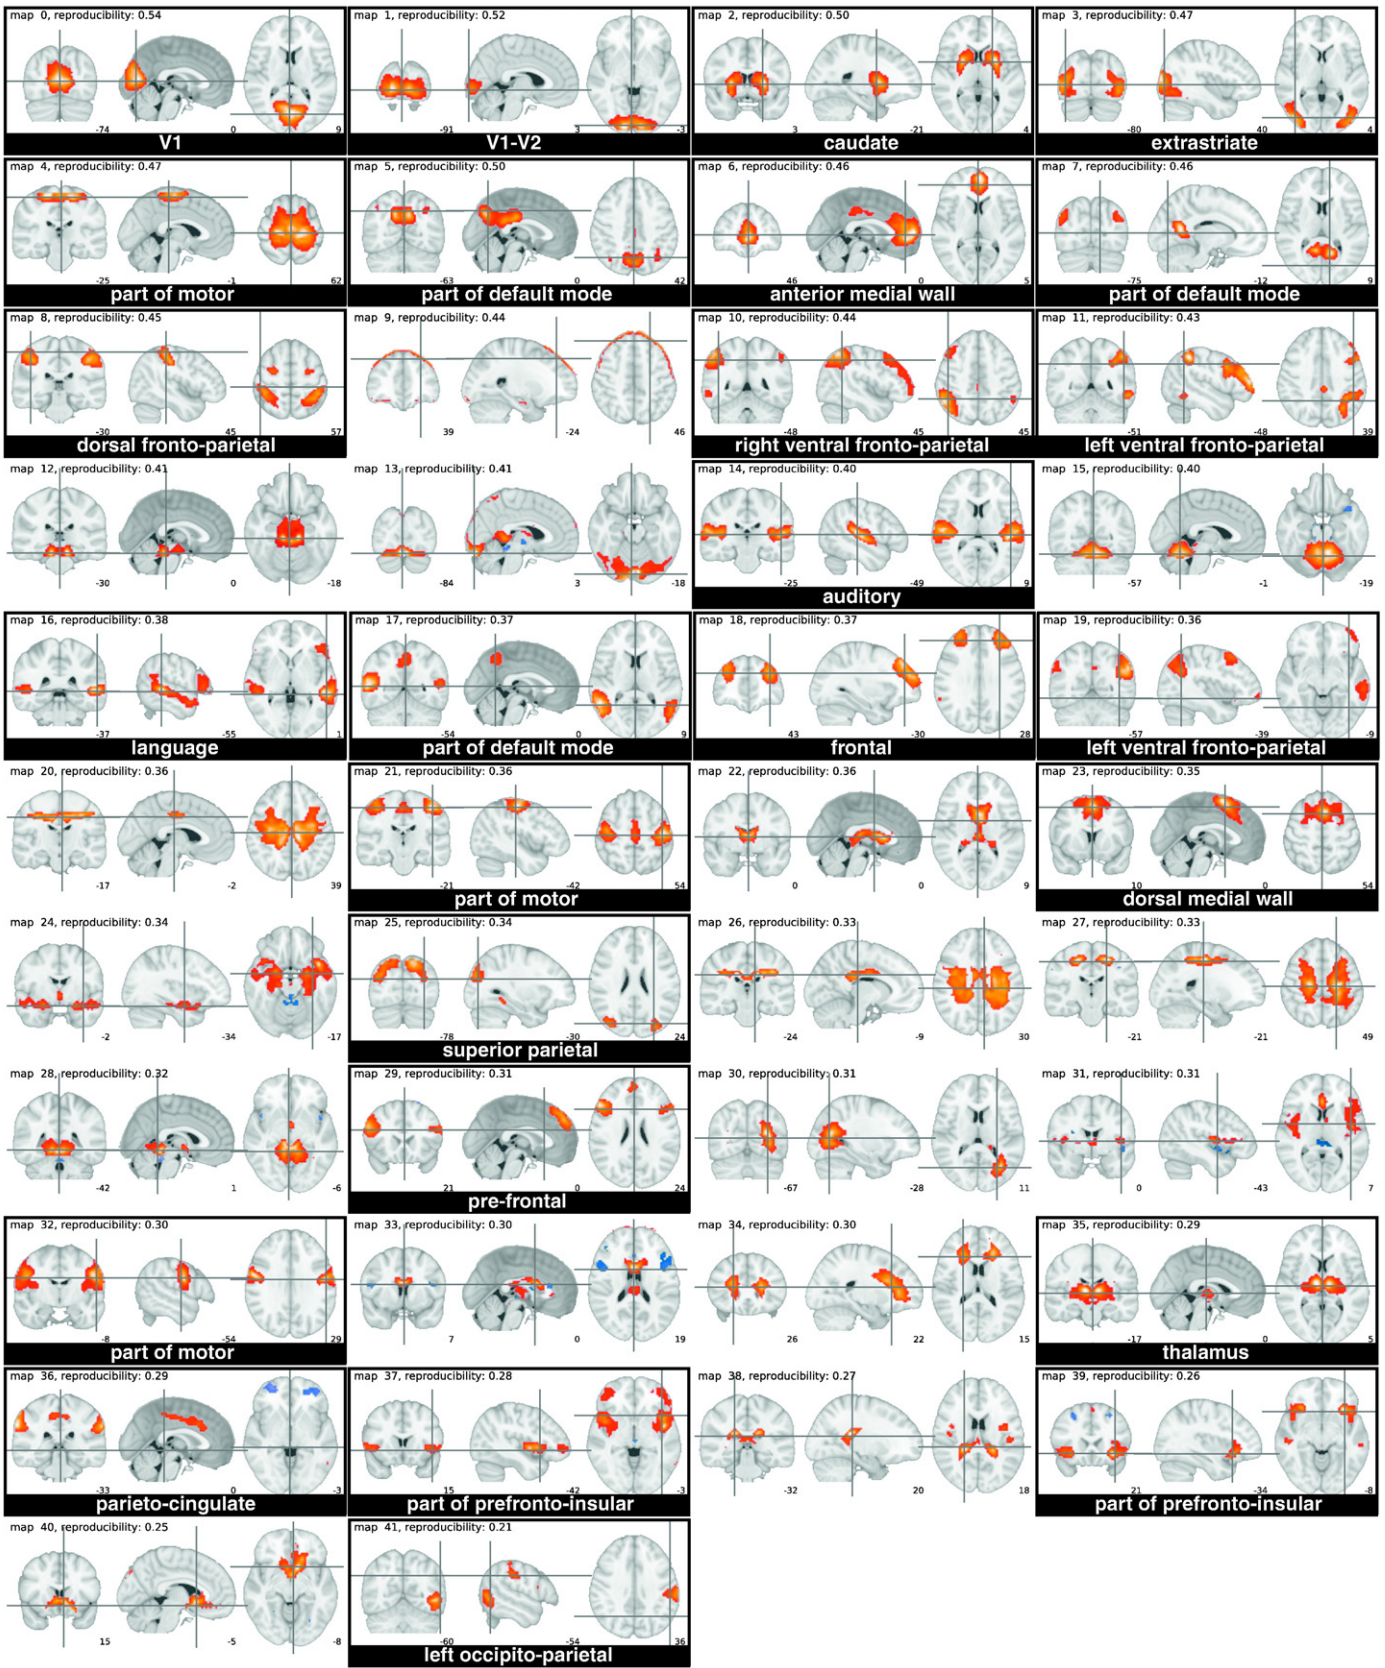 map 0, reproducibility: 0.54
-74 0 9
V1
map 1, reproducibility: 0.52
-91 3 -3
V1-V2
map 2, reproducibility: 0.50
3 -21 4
caudate
map 3, reproducibility: 0.47
-80 40 4
extrastriate
map 4, reproducibility: 0.47
-25 -1 62
part of motor
map 5, reproducibility: 0.50
-63 0 42
part of default mode
map 6, reproducibility: 0.46
46 0 5
anterior medial wall
map 7, reproducibility: 0.46
-75 -12 9
part of default mode
map 8, reproducibility: 0.45
-30 45 57
dorsal fronto-parietal
map 9, reproducibility: 0.44
39 -24 46
map 10, reproducibility: 0.44
-48 45 45
right ventral fronto-parietal
map 11, reproducibility: 0.43
-51 -48 39
left ventral fronto-parietal
map 12, reproducibility: 0.41
-30 0 -18
map 13, reproducibility: 0.41
-84 3 -18
map 14, reproducibility: 0.40
-25 -49 9
auditory
map 15, reproducibility: 0.40
-57 -1 -19
map 16, reproducibility: 0.38
-37 -55 1
language
map 17, reproducibility: 0.37
-54 0 9
part of default mode
map 18, reproducibility: 0.37
43 -30 28
frontal
map 19, reproducibility: 0.36
-57 -39 -9
left ventral fronto-parietal
map 20, reproducibility: 0.36
-17 -2 39
map 21, reproducibility: 0.36
-21 -42 54
part of motor
map 22, reproducibility: 0.36
0 0 9
map 23, reproducibility: 0.35
10 0 54
dorsal medial wall
map 24, reproducibility: 0.34
-2 -34 -17
map 25, reproducibility: 0.34
-78 -30 24
superior parietal
map 26, reproducibility: 0.33
-24 -9 30
map 27, reproducibility: 0.33
-21 -21 49
map 28, reproducibility: 0.32
-42 1 -6
map 29, reproducibility: 0.31
21 0 24
pre-frontal
map 30, reproducibility: 0.31
-67 -28 11
map 31, reproducibility: 0.31
0 -43 7
map 32, reproducibility: 0.30
-8 -54 29
part of motor
map 33, reproducibility: 0.30
7 0 19
map 34, reproducibility: 0.30
26 22 15
map 35, reproducibility: 0.29
-17 0 5
thalamus
map 36, reproducibility: 0.29
-33 0 -3
parieto-cingulate
map 37, reproducibility: 0.28
15 -42 -3
part of prefronto-insular
map 38, reproducibility: 0.27
-32 20 18
map 39, reproducibility: 0.26
21 -34 -8
part of prefronto-insular
map 40, reproducibility: 0.25
15 -5 -8
map 41, reproducibility: 0.21
-60 -54 36
left occipito-parietal